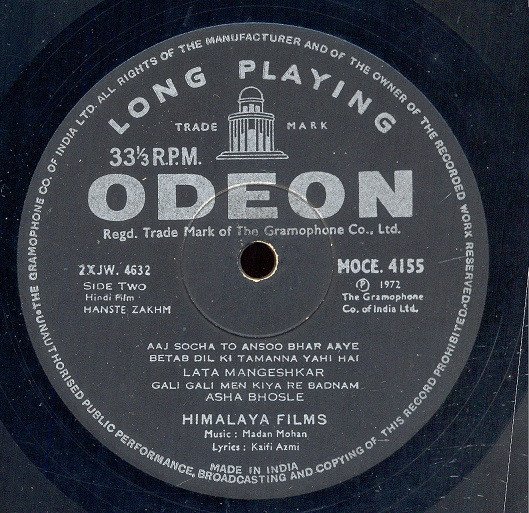 THE GRAMOPHONE CO. OF INDIA LTD. ALL RIGHTS OF THE MANUFACTURER AND OF THE OWNER OF THE RECORDED WORK RESERVED. UNAUTHORISED PUBLIC PERFORMANCE, BROADCASTING AND COPYING OF THIS RECORD PROHIBITED.
LONG PLAYING
TRADE MARK
33⅓ R.P.M.
ODEON
Regd. Trade Mark of The Gramophone Co., Ltd.
2XJW. 4632
MOCE. 4155
SIDE TWO
Ⓟ 1972
Hindi Film
The Gramophone
HANSTE ZAKHM
Co. of India Ltd.
AAJ SOCHA TO ANSOO BHAR AAYE
BETAB DIL KI TAMANNA YAHI HAI
LATA MANGESHKAR
GALI GALI MEN KIYA RE BADNAM
ASHA BHOSLE
HIMALAYA FILMS
Music : Madan Mohan
Lyrics : Kaifi Azmi
MADE IN INDIA